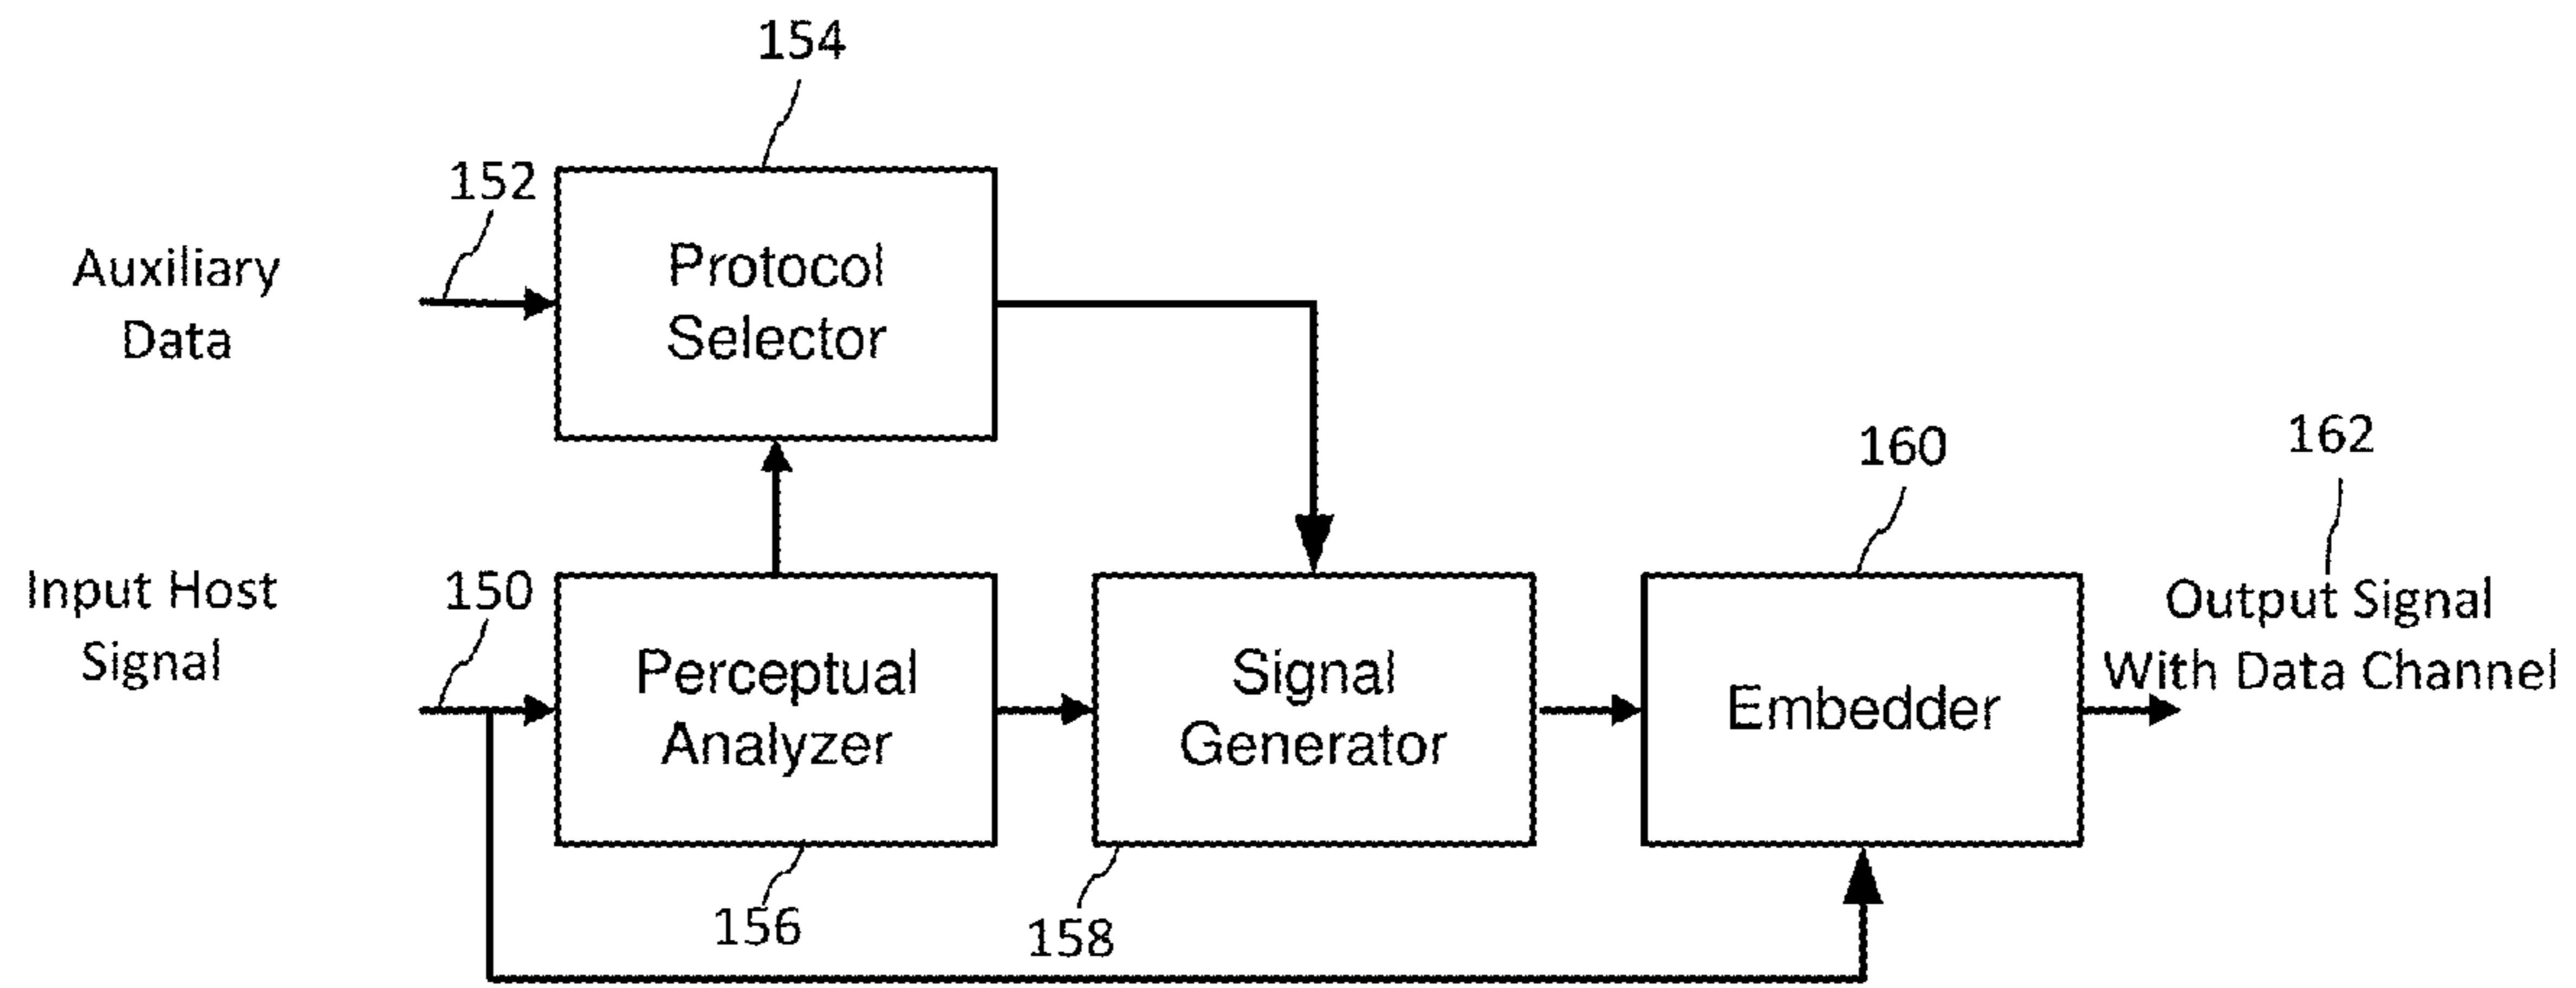 154
152
Auxiliary
Data
Protocol
Selector
160
162
Input Host
Signal
150
Perceptual
Analyzer
Signal
Generator
Embedder
Output Signal
With Data Channel
156
158